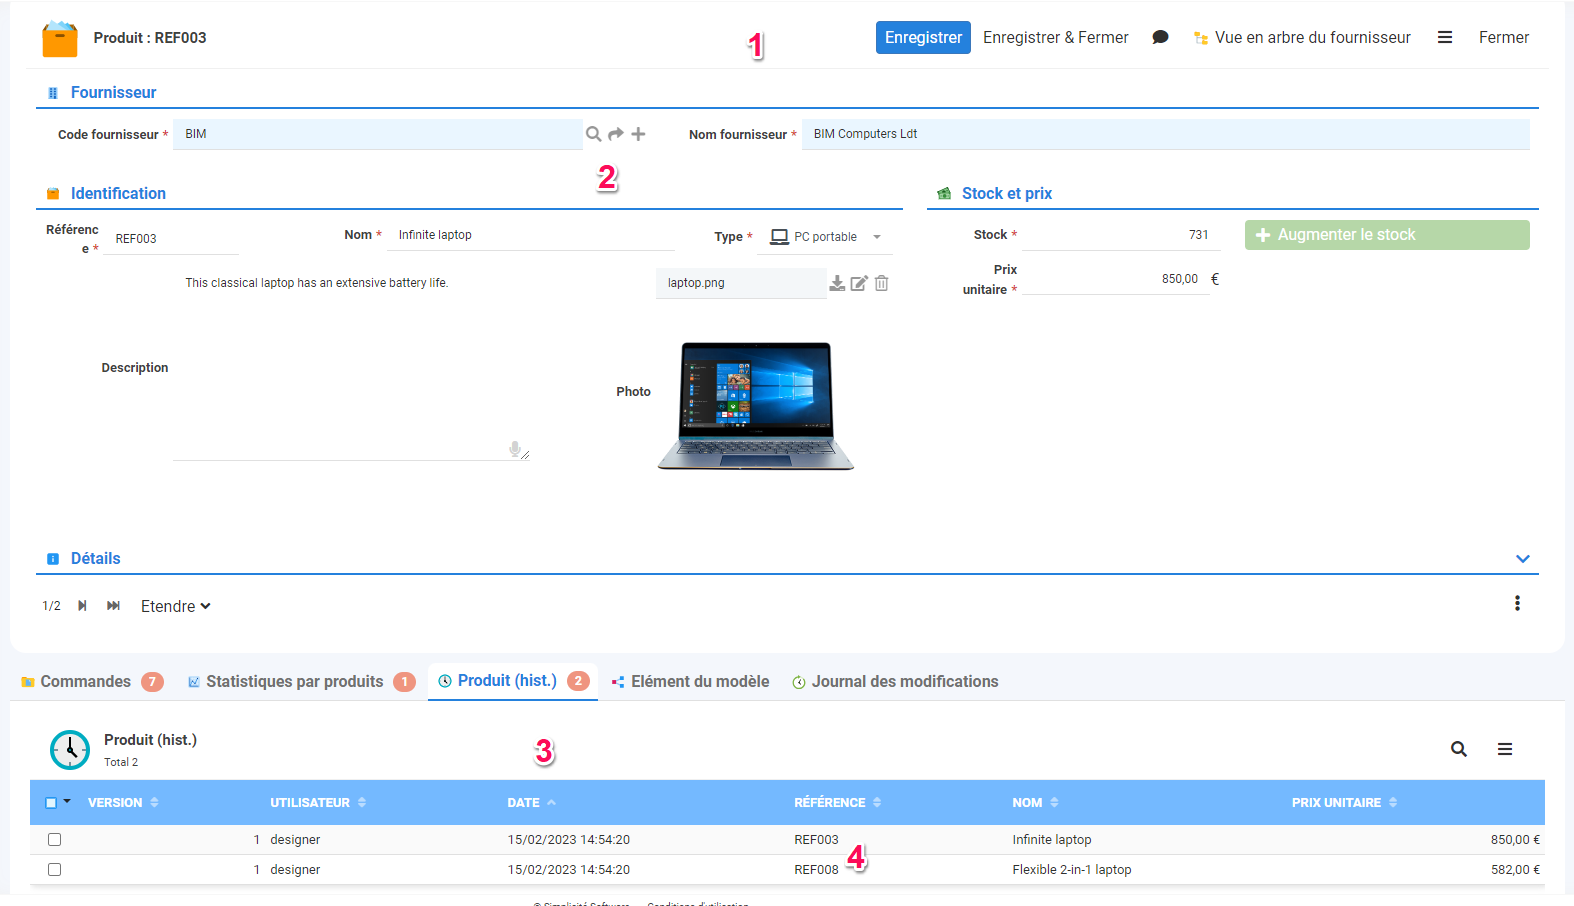 Produit : REF003
1
Enregistrer
Enregistrer & Fermer
Vue en arbre du fournisseur
Fermer
Fournisseur
Code fournisseur *
BIM
Nom fournisseur *
BIM Computers Ldt
2
Identification
Stock et prix
Référenc
e *
REF003
Nom *
Infinite laptop
Type *
PC portable
Stock *
731
Augmenter le stock
Prix
unitaire *
850,00
€
This classical laptop has an extensive battery life.
laptop.png
Description
Photo
Détails
1/2
Etendre
Commandes 7
Statistiques par produits 1
Produit (hist.) 2
Elément du modèle
Journal des modifications
Produit (hist.)
Total 2
3
VERSION UTILISATEUR DATE RÉFÉRENCE NOM PRIX UNITAIRE
1 designer 15/02/2023 14:54:20 REF003 Infinite laptop 850,00 €
4
1 designer 15/02/2023 14:54:20 REF008 Flexible 2-in-1 laptop 582,00 €
© Simplicité Software Conditions d'utilisation